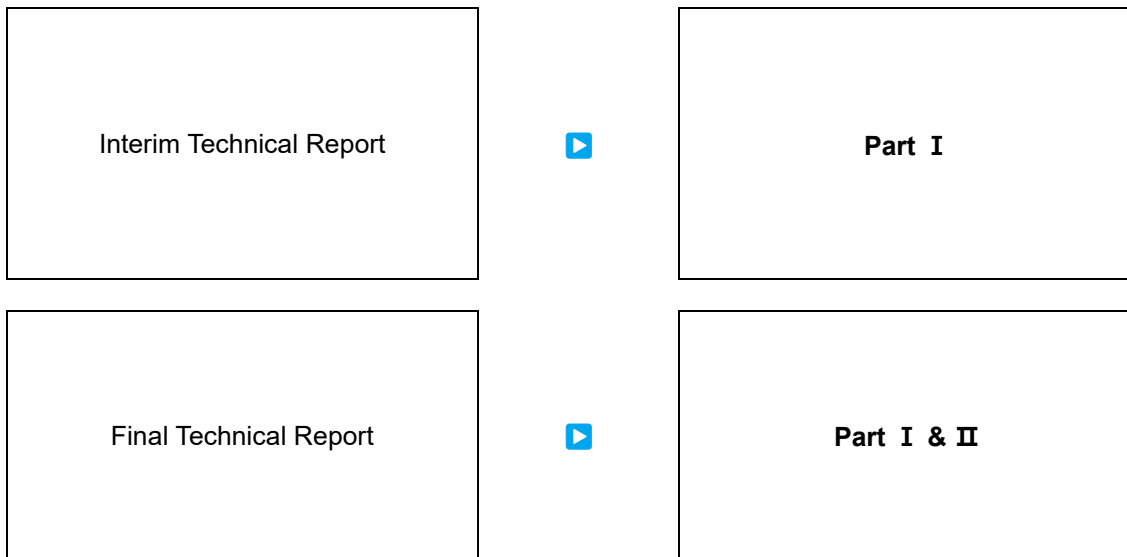 Interim Technical Report
Part Ⅰ
Final Technical Report
Part Ⅰ & Ⅱ